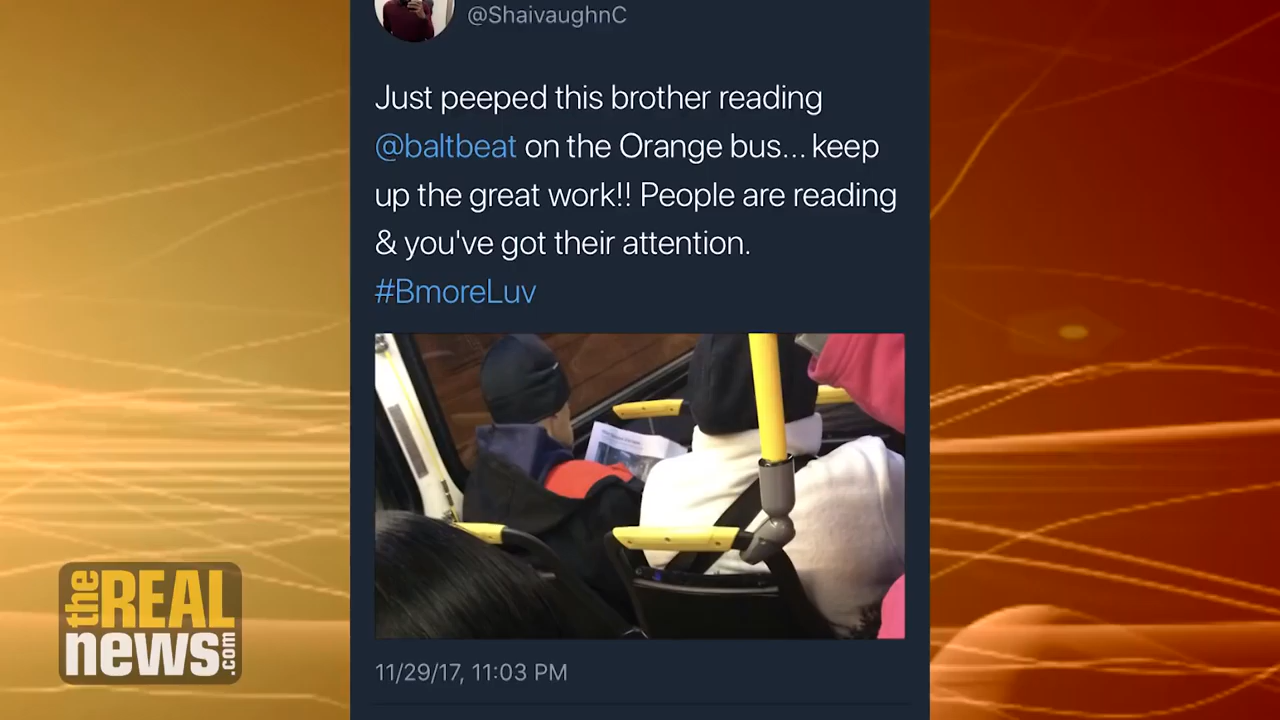 @ShaivaughnC
Just peeped this brother reading
@baltbeat on the Orange bus... keep
up the great work!! People are reading
& you've got their attention.
#BmoreLuv
11/29/17, 11:03 PM
the REAL
news.com